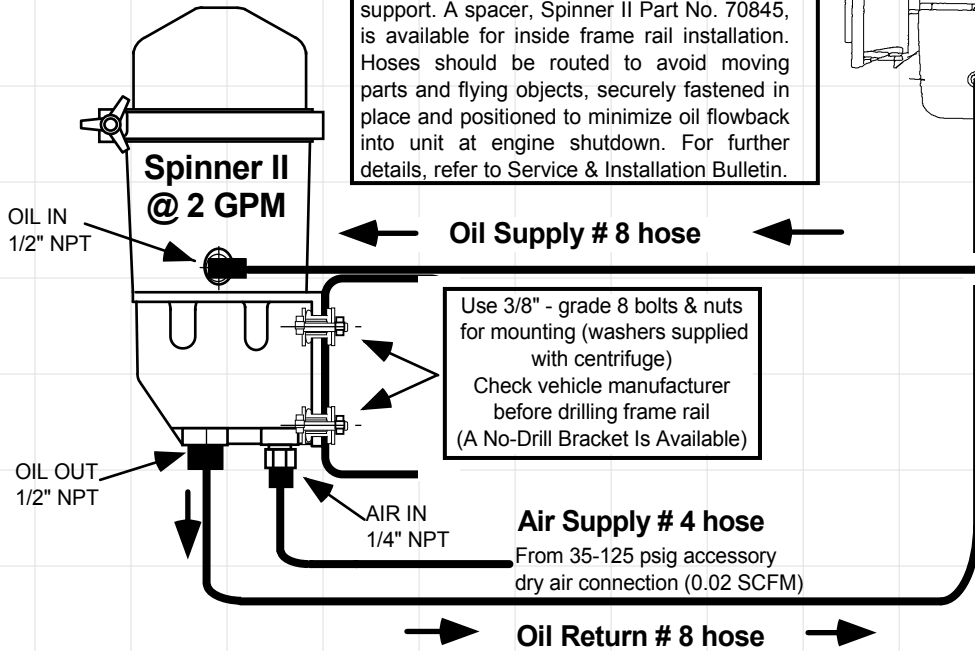 support. A spacer, Spinner II Part No. 70845,
is available for inside frame rail installation.
Hoses should be routed to avoid moving
parts and flying objects, securely fastened in
place and positioned to minimize oil flowback
into unit at engine shutdown. For further
details, refer to Service & Installation Bulletin.
Spinner II
@ 2 GPM
OIL IN
1/2" NPT
Oil Supply # 8 hose
Use 3/8" - grade 8 bolts & nuts
for mounting (washers supplied
with centrifuge)
Check vehicle manufacturer
before drilling frame rail
(A No-Drill Bracket Is Available)
OIL OUT
1/2" NPT
AIR IN
1/4" NPT
Air Supply # 4 hose
From 35-125 psig accessory
dry air connection (0.02 SCFM)
Oil Return # 8 hose